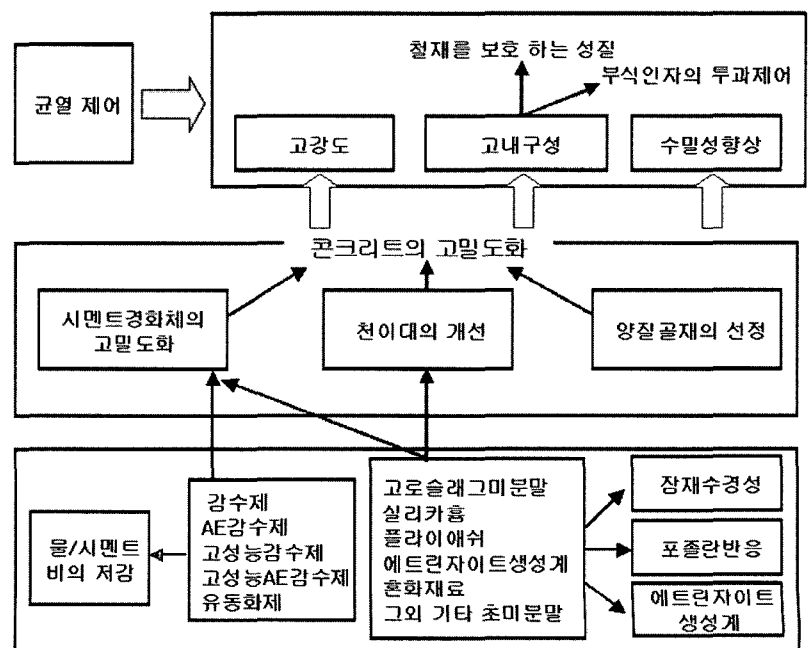 철재를 보호 하는 성질
부식인자의 투과제어
균열 제어
고강도
고내구성
수밀성향상
콘크리트의 고밀도화
시멘트경화체의
고밀도화
천이대의 개선
양질골재의 선정
물/시멘트
비의 저감
감수제
AE감수제
고성능감수제
고성능AE감수제
유동화제
고로슬래그미분말
실리카흄
플라이애쉬
에트린자이트생성계
혼화재료
그외 기타 초미분말
잠재수경성
포졸란반응
에트린자이트
생성계